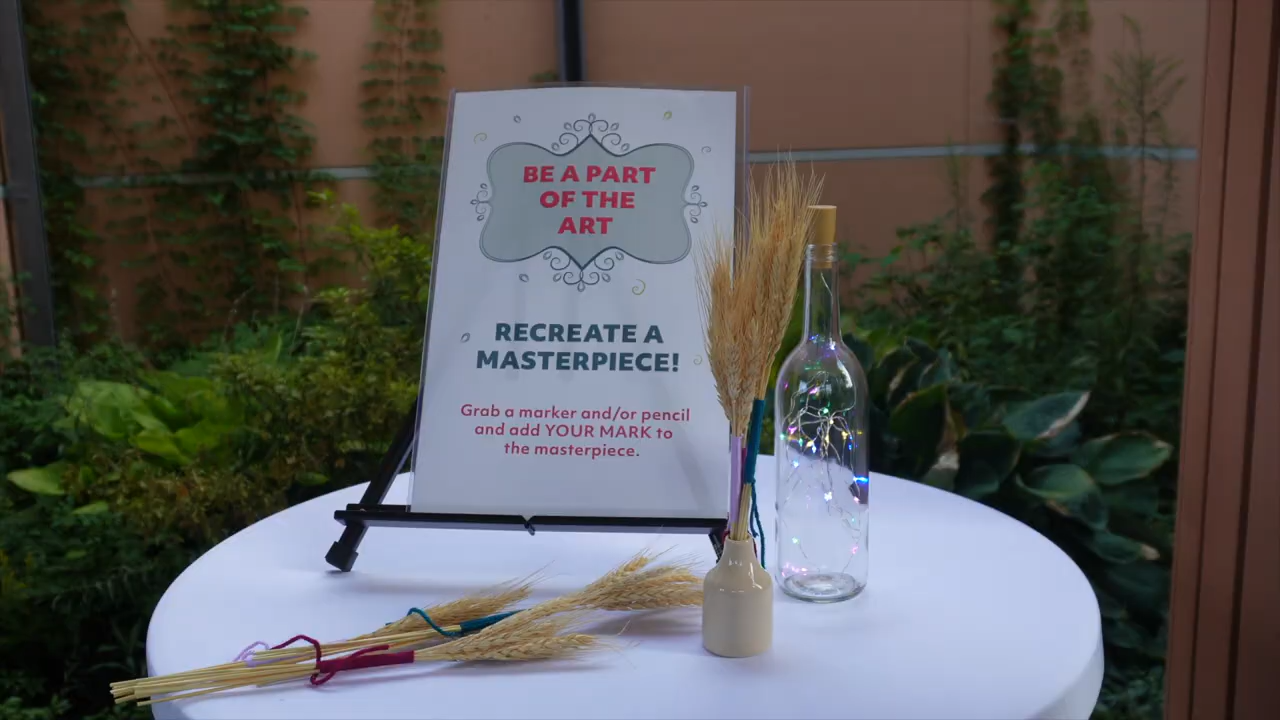 BE A PART
OF THE
ART
RECREATE A
MASTERPIECE!
Grab a marker and/or pencil
and add YOUR MARK to
the masterpiece.